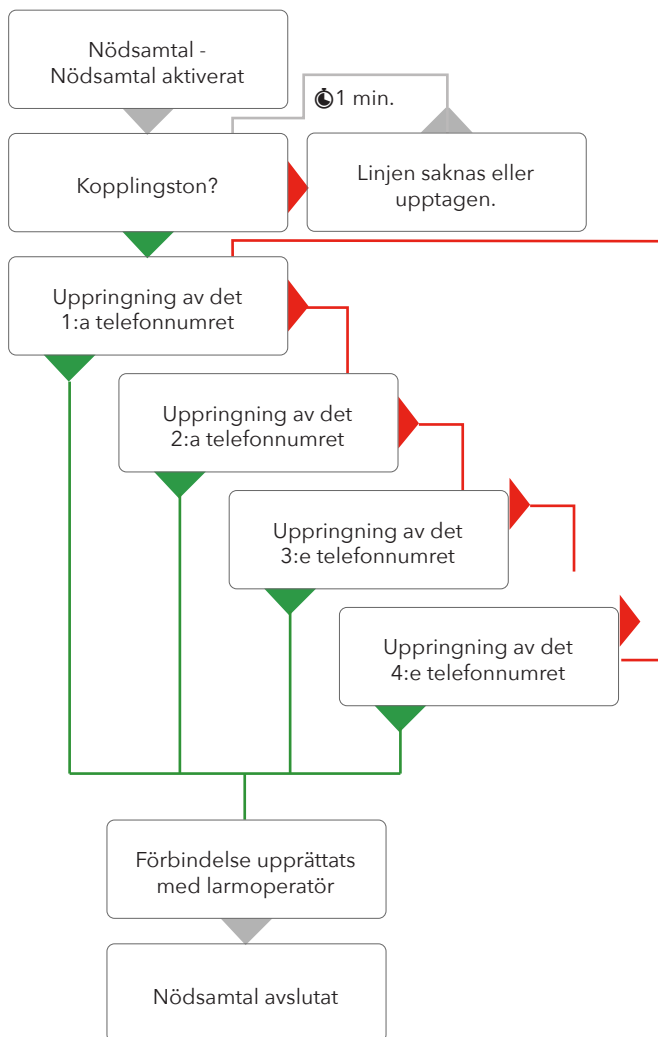 Nödsamtal -
Nödsamtal aktiverat
1 min.
Kopplingston?
Linjen saknas eller
upptagen.
Uppringning av det
1:a telefonnumret
Uppringning av det
2:a telefonnumret
Uppringning av det
3:e telefonnumret
Uppringning av det
4:e telefonnumret
Förbindelse upprättats
med larmoperatör
Nödsamtal avslutat